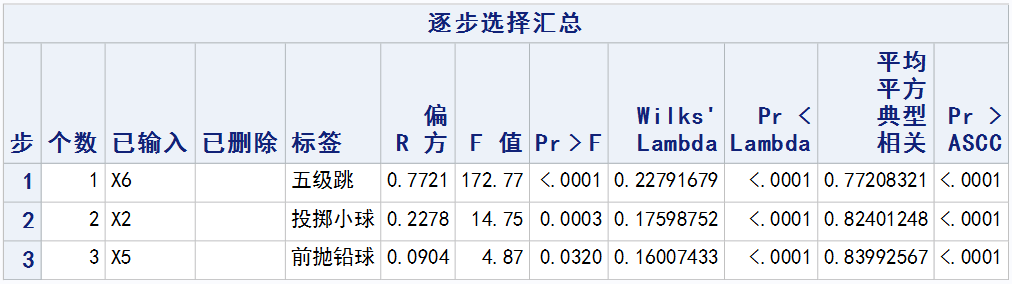 逐步选择汇总
步 个数 已输入 已删除 标签 偏 R 方 F 值 Pr > F Wilks' Lambda Pr < Lambda 平均平方典型相关 Pr > ASCC
1 1 X6 五级跳 0.7721 172.77 <.0001 0.22791679 <.0001 0.77208321 <.0001
2 2 X2 投掷小球 0.2278 14.75 0.0003 0.17598752 <.0001 0.82401248 <.0001
3 3 X5 前抛铅球 0.0904 4.87 0.0320 0.16007433 <.0001 0.83992567 <.0001